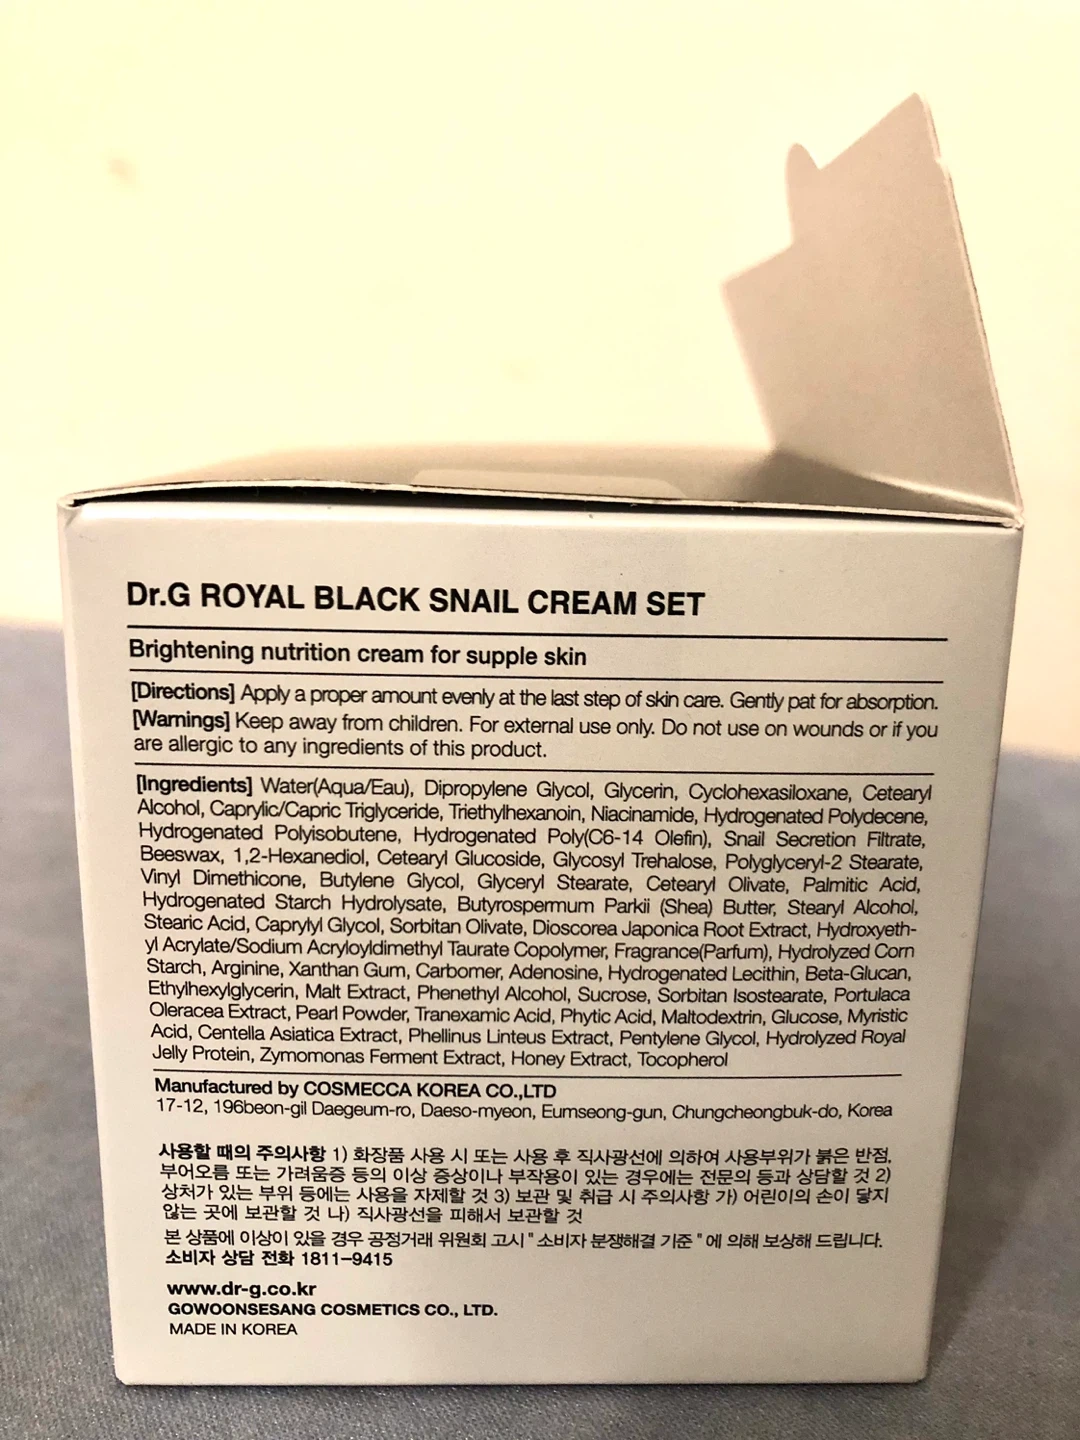 Dr.G ROYAL BLACK SNAIL CREAM SET
Brightening nutrition cream for supple skin
[Directions] Apply a proper amount evenly at the last step of skin care. Gently pat for absorption.
[Warnings] Keep away from children. For external use only. Do not use on wounds or if you
are allergic to any ingredients of this product.
[Ingredients] Water(Aqua/Eau), Dipropylene Glycol, Glycerin, Cyclohexasiloxane, Cetearyl
Alcohol, Caprylic/Capric Triglyceride, Triethylhexanoin, Niacinamide, Hydrogenated Polydecene,
Hydrogenated Polyisobutene, Hydrogenated Poly(C6-14 Olefin), Snail Secretion Filtrate,
Beeswax, 1,2-Hexanediol, Cetearyl Glucoside, Glycosyl Trehalose, Polyglyceryl-2 Stearate,
Vinyl Dimethicone, Butylene Glycol, Glyceryl Stearate, Cetearyl Olivate, Palmitic Acid,
Hydrogenated Starch Hydrolysate, Butyrospermum Parkii (Shea) Butter, Stearyl Alcohol,
Stearic Acid, Caprylyl Glycol, Sorbitan Olivate, Dioscorea Japonica Root Extract, Hydroxyeth-
yl Acrylate/Sodium Acryloyldimethyl Taurate Copolymer, Fragrance(Parfum), Hydrolyzed Corn
Starch, Arginine, Xanthan Gum, Carbomer, Adenosine, Hydrogenated Lecithin, Beta-Glucan,
Ethylhexylglycerin, Malt Extract, Phenethyl Alcohol, Sucrose, Sorbitan Isostearate, Portulaca
Oleracea Extract, Pearl Powder, Tranexamic Acid, Phytic Acid, Maltodextrin, Glucose, Myristic
Acid, Centella Asiatica Extract, Phellinus Linteus Extract, Pentylene Glycol, Hydrolyzed Royal
Jelly Protein, Zymomonas Ferment Extract, Honey Extract, Tocopherol
Manufactured by COSMECCA KOREA CO.,LTD
17-12, 196beon-gil Daegeum-ro, Daeso-myeon, Eumseong-gun, Chungcheongbuk-do, Korea
사용할 때의 주의사항 1) 화장품 사용 시 또는 사용 후 직사광선에 의하여 사용부위가 붉은 반점,
부어오름 또는 가려움증 등의 이상 증상이나 부작용이 있는 경우에는 전문의 등과 상담할 것 2)
상처가 있는 부위 등에는 사용을 자제할 것 3) 보관 및 취급 시 주의사항 가) 어린이의 손이 닿지
않는 곳에 보관할 것 나) 직사광선을 피해서 보관할 것
본 상품에 이상이 있을 경우 공정거래 위원회 고시 " 소비자 분쟁해결 기준 " 에 의해 보상해 드립니다.
소비자 상담 전화 1811-9415
www.dr-g.co.kr
GOWOONSESANG COSMETICS CO., LTD.
MADE IN KOREA